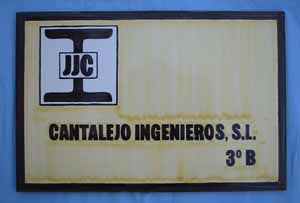 JJC
CANTALEJO INGENIEROS, S.L.
3º B